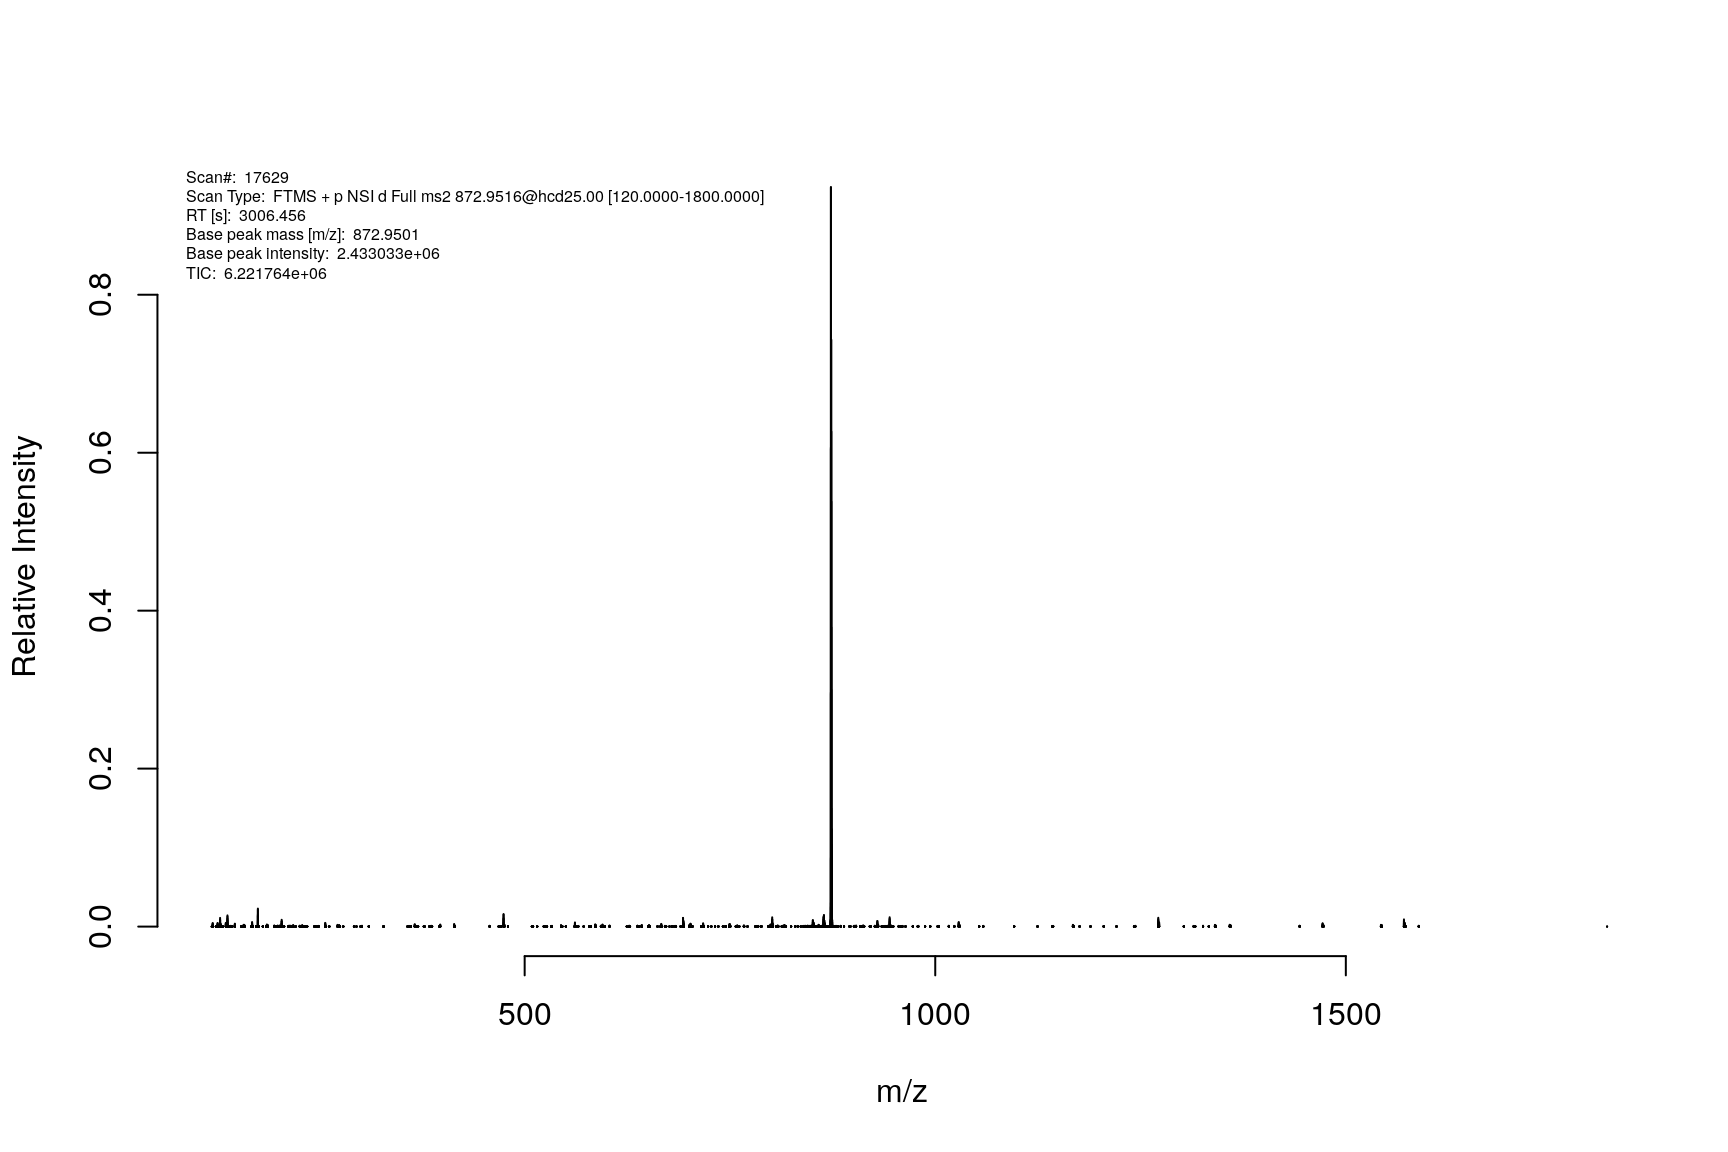 Scan#: 17629
Scan Type: FTMS + p NSI d Full ms2 872.9516@hcd25.00 [120.0000-1800.0000]
RT [s]: 3006.456
Base peak mass [m/z]: 872.9501
Base peak intensity: 2.433033e+06
TIC: 6.221764e+06
0.8
0.6
0.4
0.2
0.0
Relative Intensity
500 1000 1500
m/z